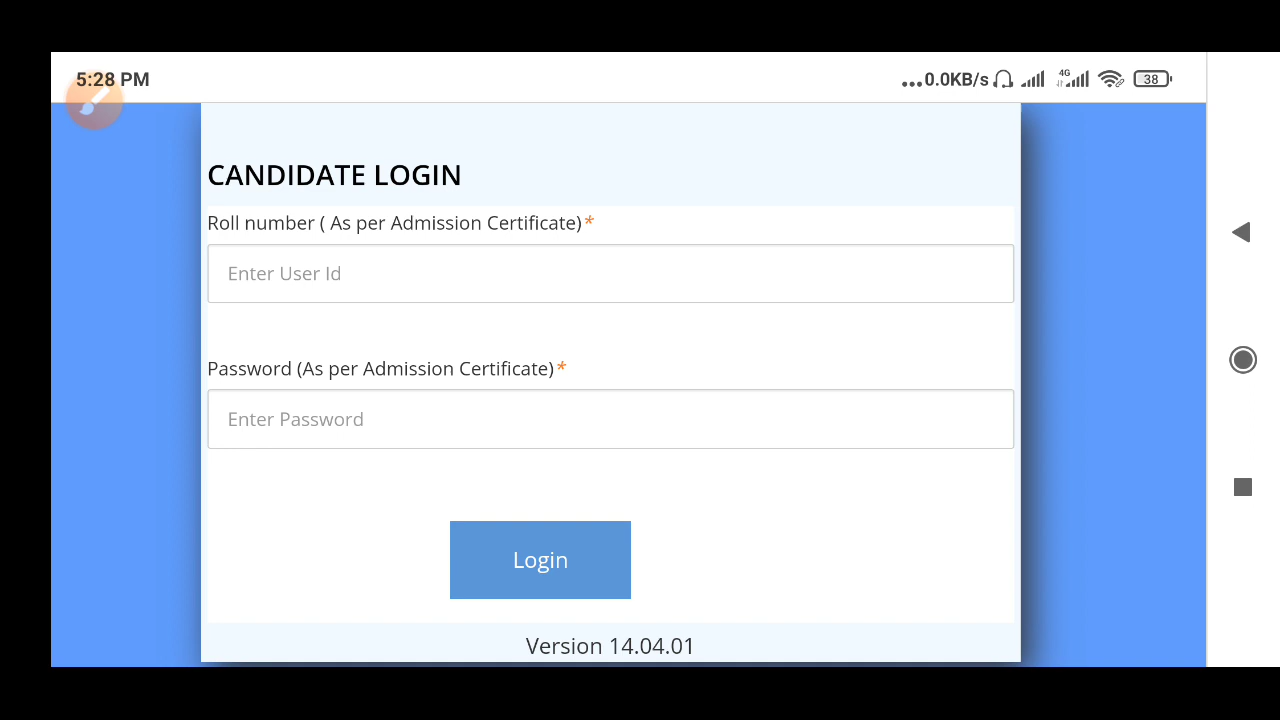 5:28 PM
...0.0KB/s 4G 38
CANDIDATE LOGIN
Roll number ( As per Admission Certificate)*
Enter User Id
Password (As per Admission Certificate)*
Enter Password
Login
Version 14.04.01